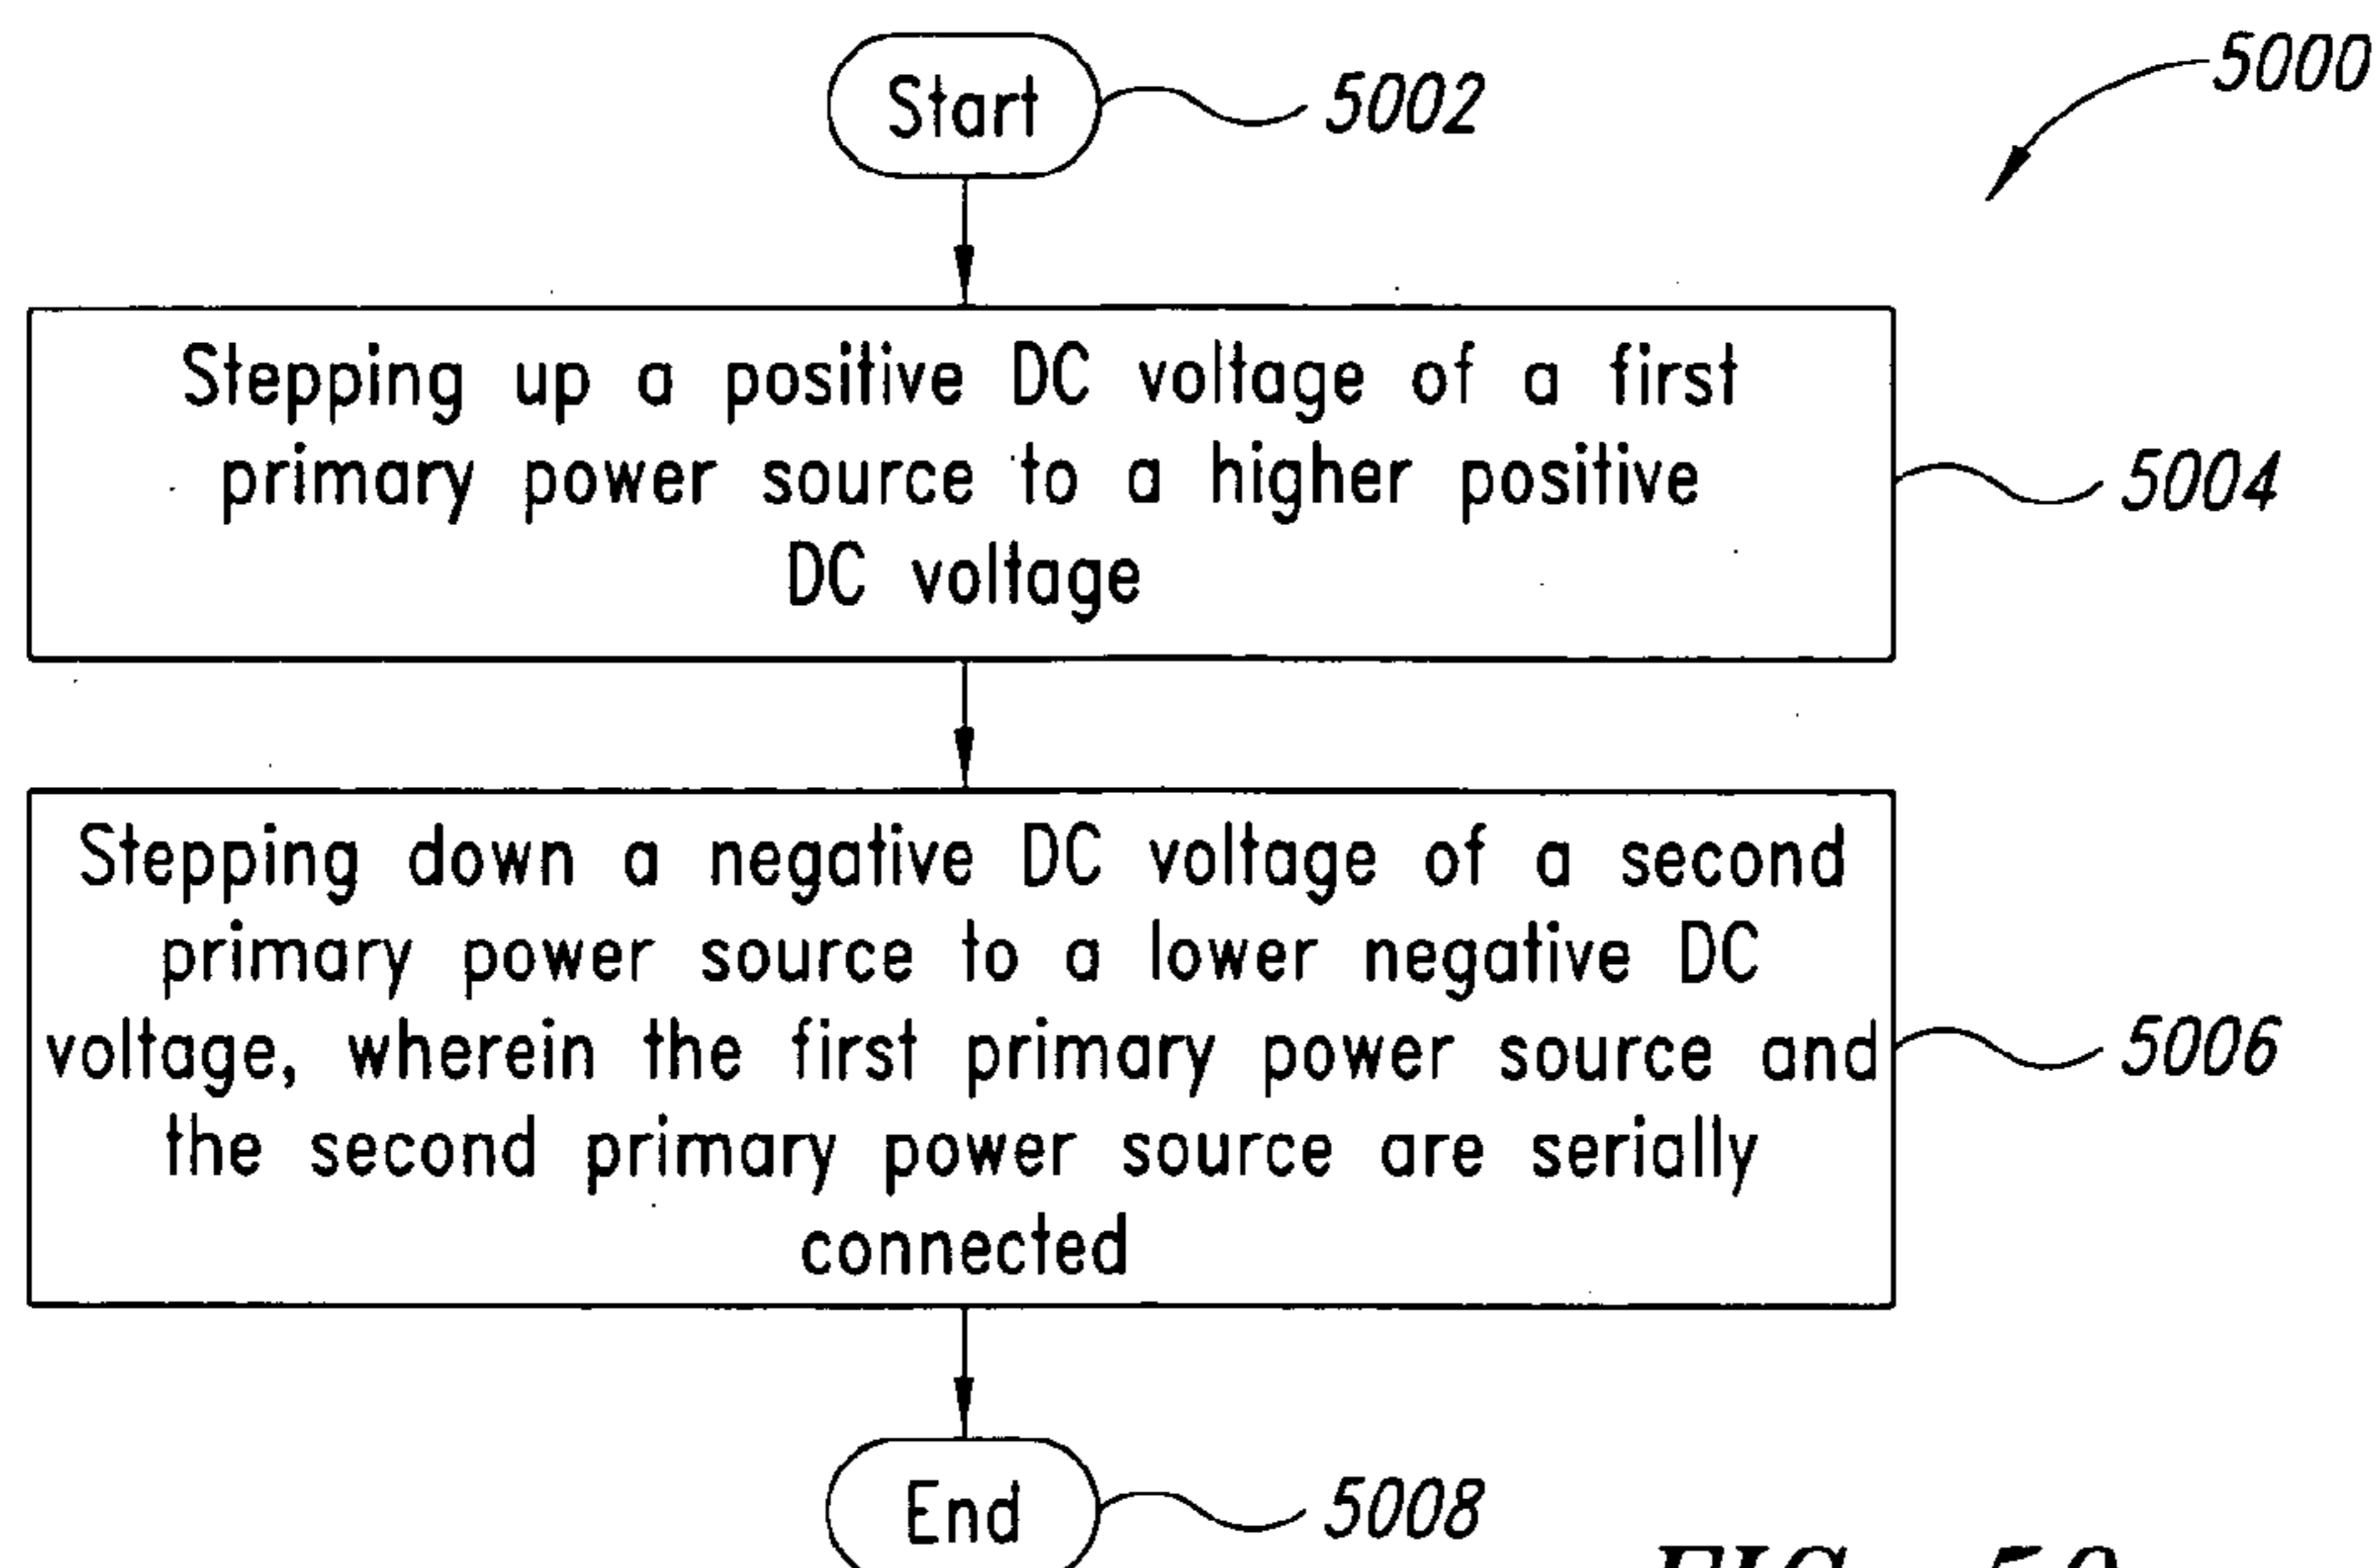 5000
Start
5002
Stepping up a positive DC voltage of a first
primary power source to a higher positive
DC voltage
5004
Stepping down a negative DC voltage of a second
primary power source to a lower negative DC
voltage, wherein the first primary power source and
the second primary power source are serially
connected
5006
End
5008